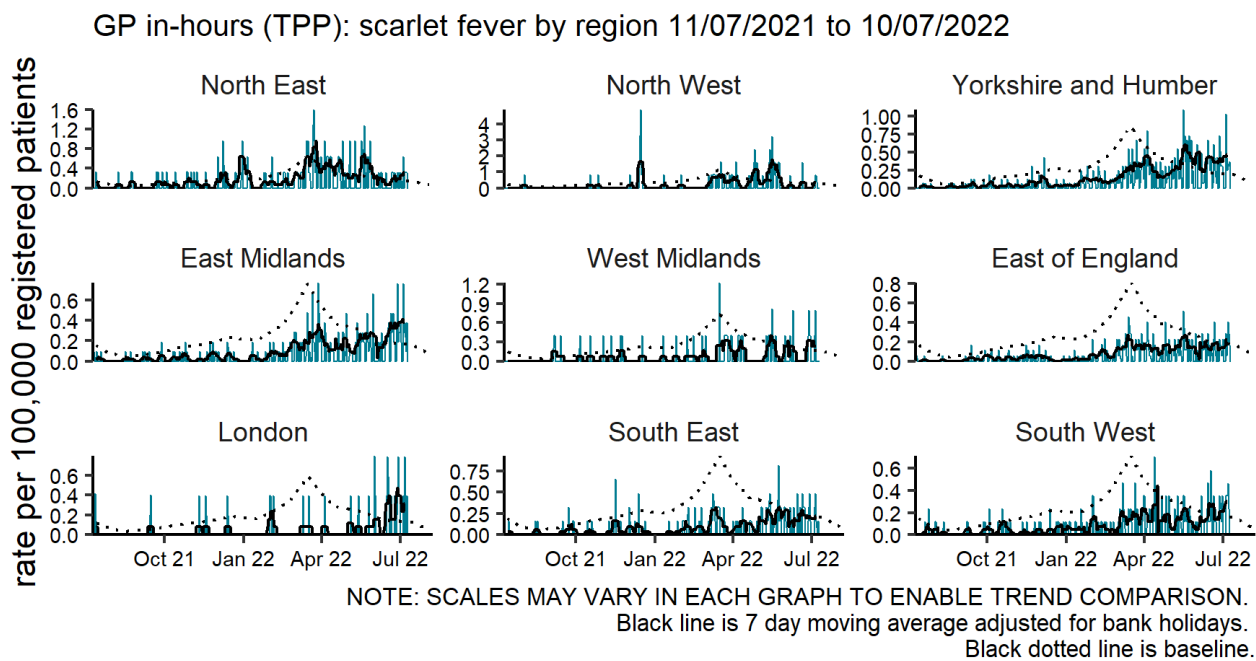 GP in-hours (TPP): scarlet fever by region 11/07/2021 to 10/07/2022
rate per 100,000 registered patients
North East
1.6
1.2
0.8
0.4
0.0
North West
4
3
2
1
0
Yorkshire and Humber
1.00
0.75
0.50
0.25
0.00
East Midlands
0.6
0.4
0.2
0.0
West Midlands
1.2
0.9
0.6
0.3
0.0
East of England
0.8
0.6
0.4
0.2
0.0
London
0.6
0.4
0.2
0.0
Oct 21 Jan 22 Apr 22 Jul 22
South East
0.75
0.50
0.25
0.00
Oct 21 Jan 22 Apr 22 Jul 22
South West
0.6
0.4
0.2
0.0
Oct 21 Jan 22 Apr 22 Jul 22
NOTE: SCALES MAY VARY IN EACH GRAPH TO ENABLE TREND COMPARISON.
Black line is 7 day moving average adjusted for bank holidays.
Black dotted line is baseline.